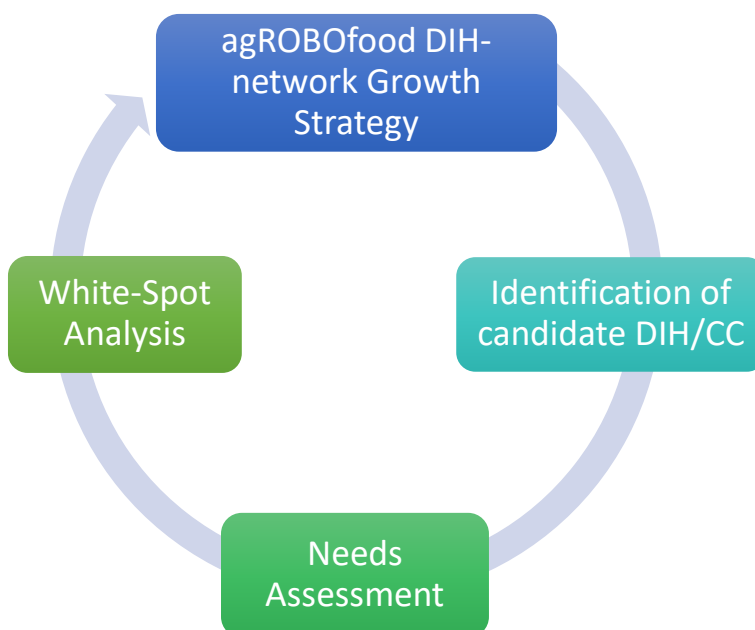 agROBOfood DIH-
network Growth
Strategy
Identification of
candidate DIH/CC
Needs
Assessment
White-Spot
Analysis